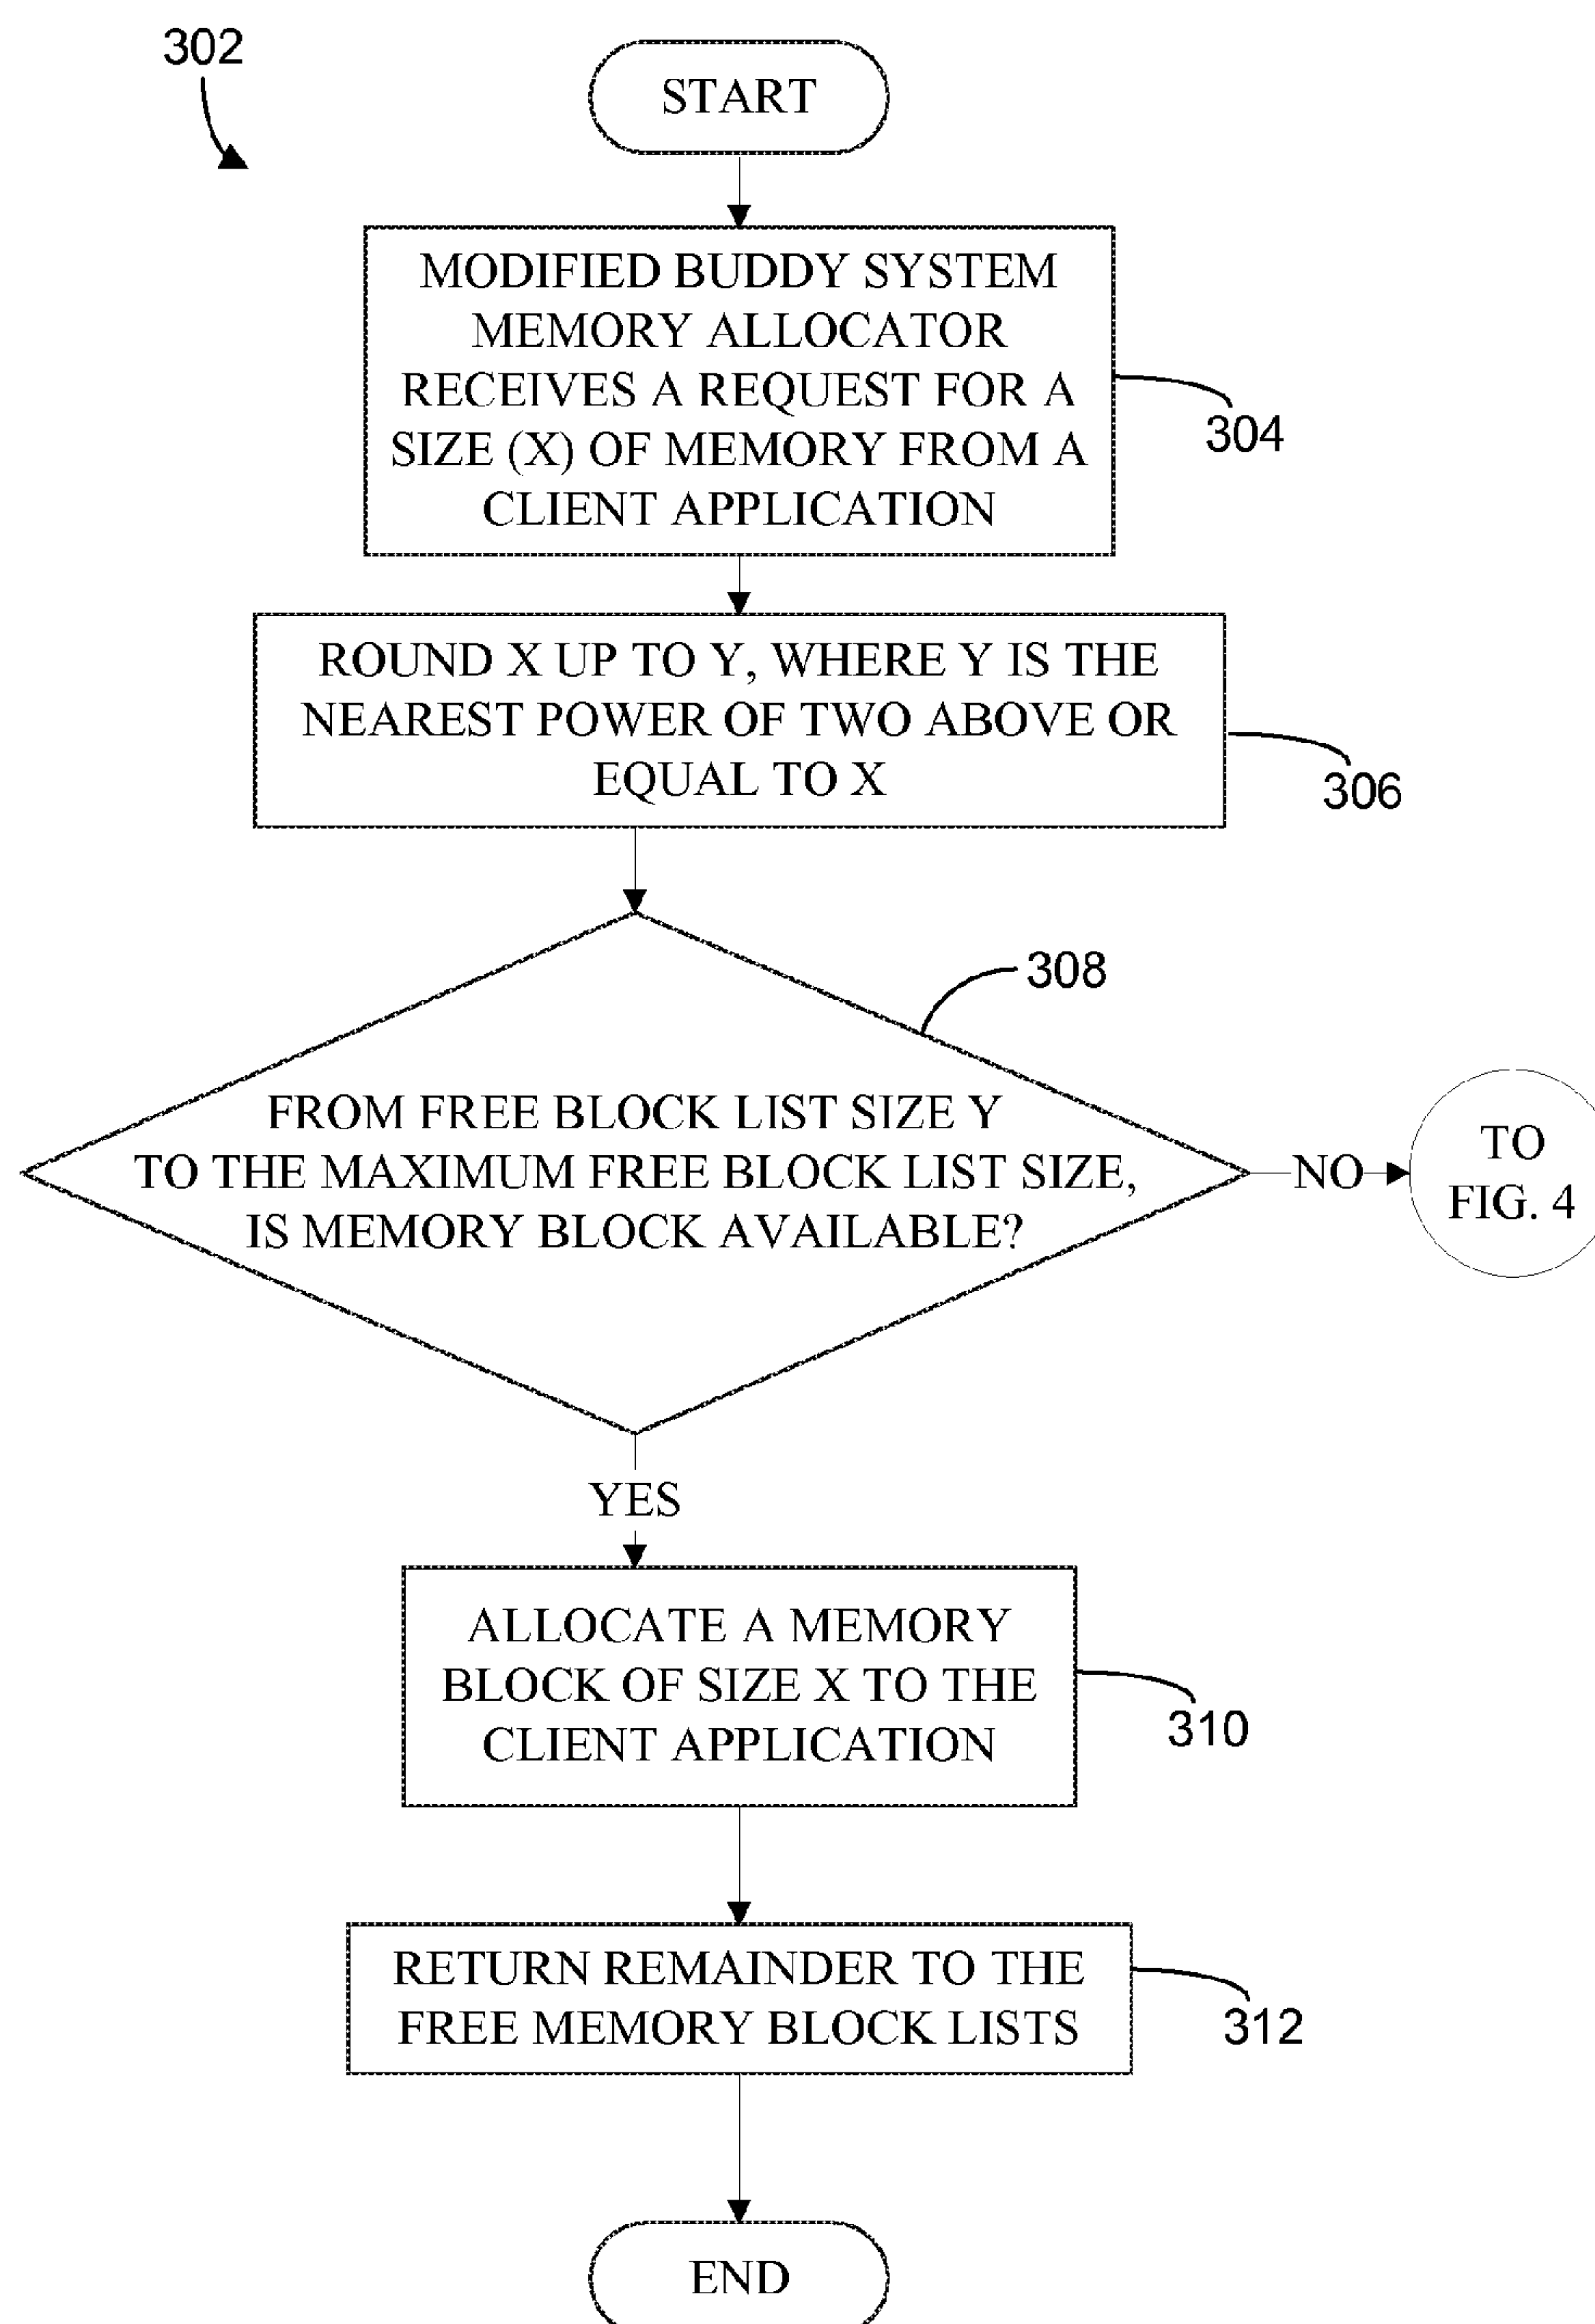 302
START
MODIFIED BUDDY SYSTEM
MEMORY ALLOCATOR
RECEIVES A REQUEST FOR A
SIZE (X) OF MEMORY FROM A
CLIENT APPLICATION
304
ROUND X UP TO Y, WHERE Y IS THE
NEAREST POWER OF TWO ABOVE OR
EQUAL TO X
306
308
FROM FREE BLOCK LIST SIZE Y
TO THE MAXIMUM FREE BLOCK LIST SIZE,
IS MEMORY BLOCK AVAILABLE?
NO
TO
FIG. 4
YES
ALLOCATE A MEMORY
BLOCK OF SIZE X TO THE
CLIENT APPLICATION
310
RETURN REMAINDER TO THE
FREE MEMORY BLOCK LISTS
312
END